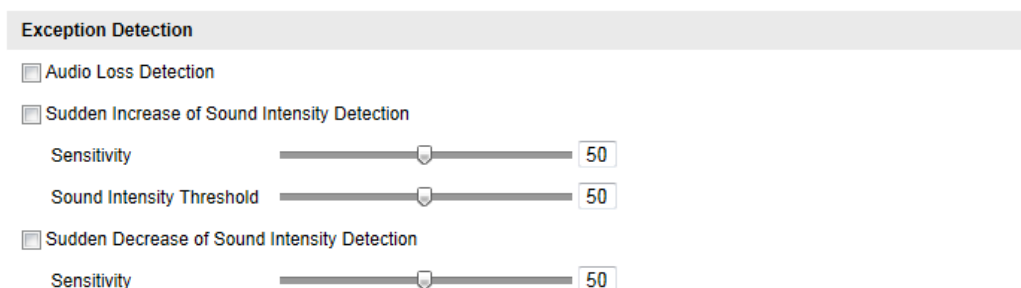 Exception Detection
Audio Loss Detection
Sudden Increase of Sound Intensity Detection
Sensitivity 50
Sound Intensity Threshold 50
Sudden Decrease of Sound Intensity Detection
Sensitivity 50